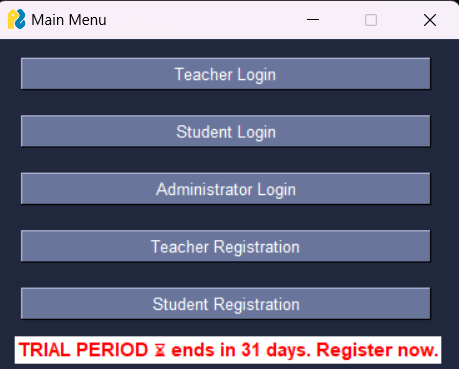 Main Menu
Teacher Login
Student Login
Administrator Login
Teacher Registration
Student Registration
TRIAL PERIOD ⏳ ends in 31 days. Register now.